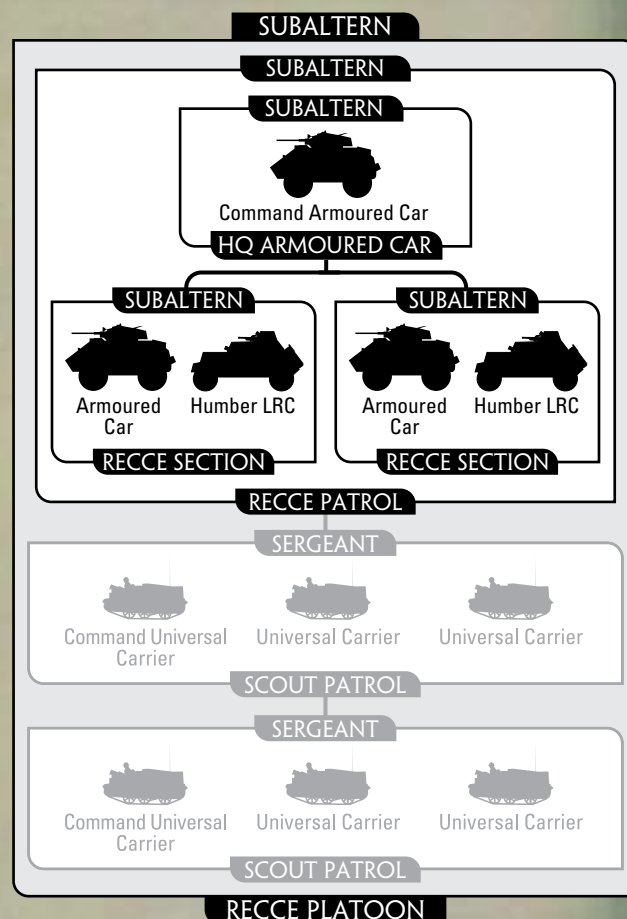 SUBALTERN
SUBALTERN
SUBALTERN
Command Armoured Car
HQ ARMOURED CAR
SUBALTERN
Armoured
Car
Humber LRC
RECCE SECTION
SUBALTERN
Armoured
Car
Humber LRC
RECCE SECTION
RECCE PATROL
SERGEANT
Command Universal
Carrier
Universal Carrier
Universal Carrier
SCOUT PATROL
SERGEANT
Command Universal
Carrier
Universal Carrier
Universal Carrier
SCOUT PATROL
RECCE PLATOON